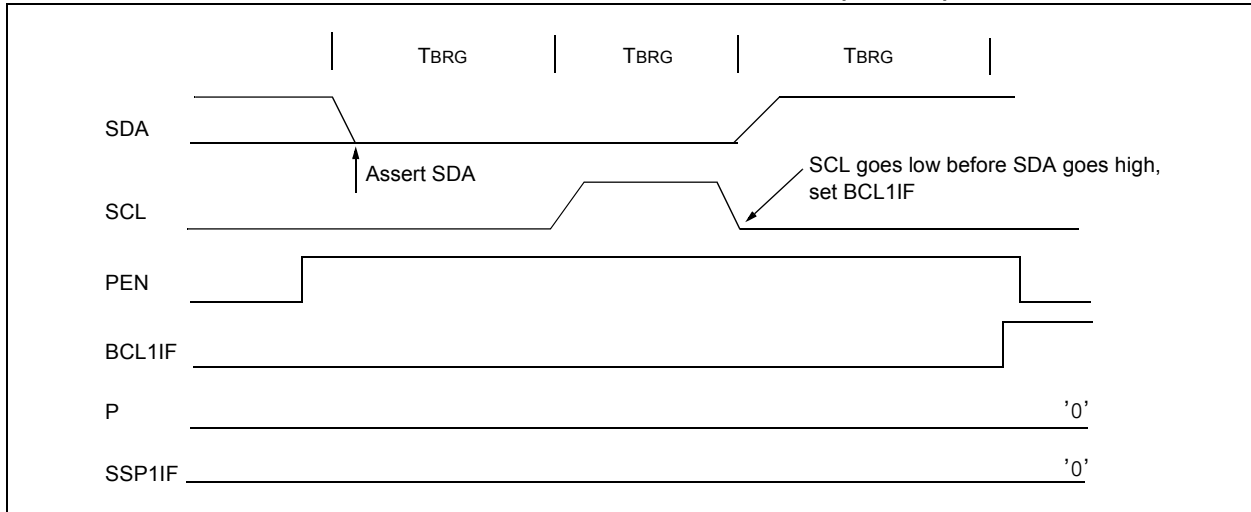 TBRG TBRG TBRG
SDA
Assert SDA
SCL goes low before SDA goes high,
set BCL1IF
SCL
PEN
BCL1IF
P '0'
SSP1IF '0'